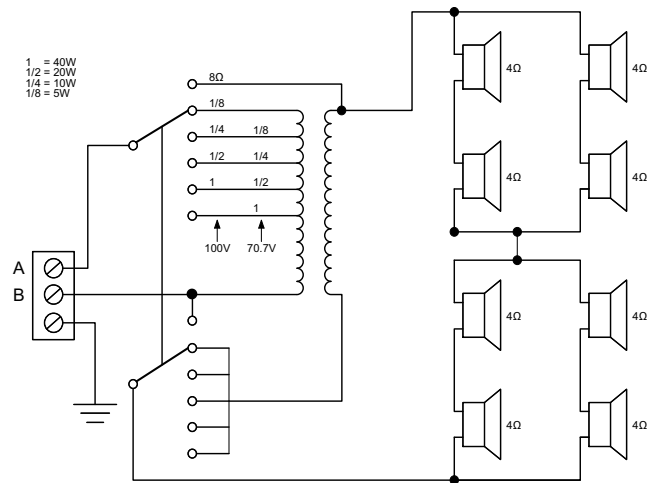 1 = 40W
1/2 = 20W
1/4 = 10W
1/8 = 5W
8Ω
1/8
1/4 1/8
1/2 1/4
1 1/2
1
100V 70.7V
A
B
4Ω 4Ω
4Ω 4Ω
4Ω 4Ω
4Ω 4Ω